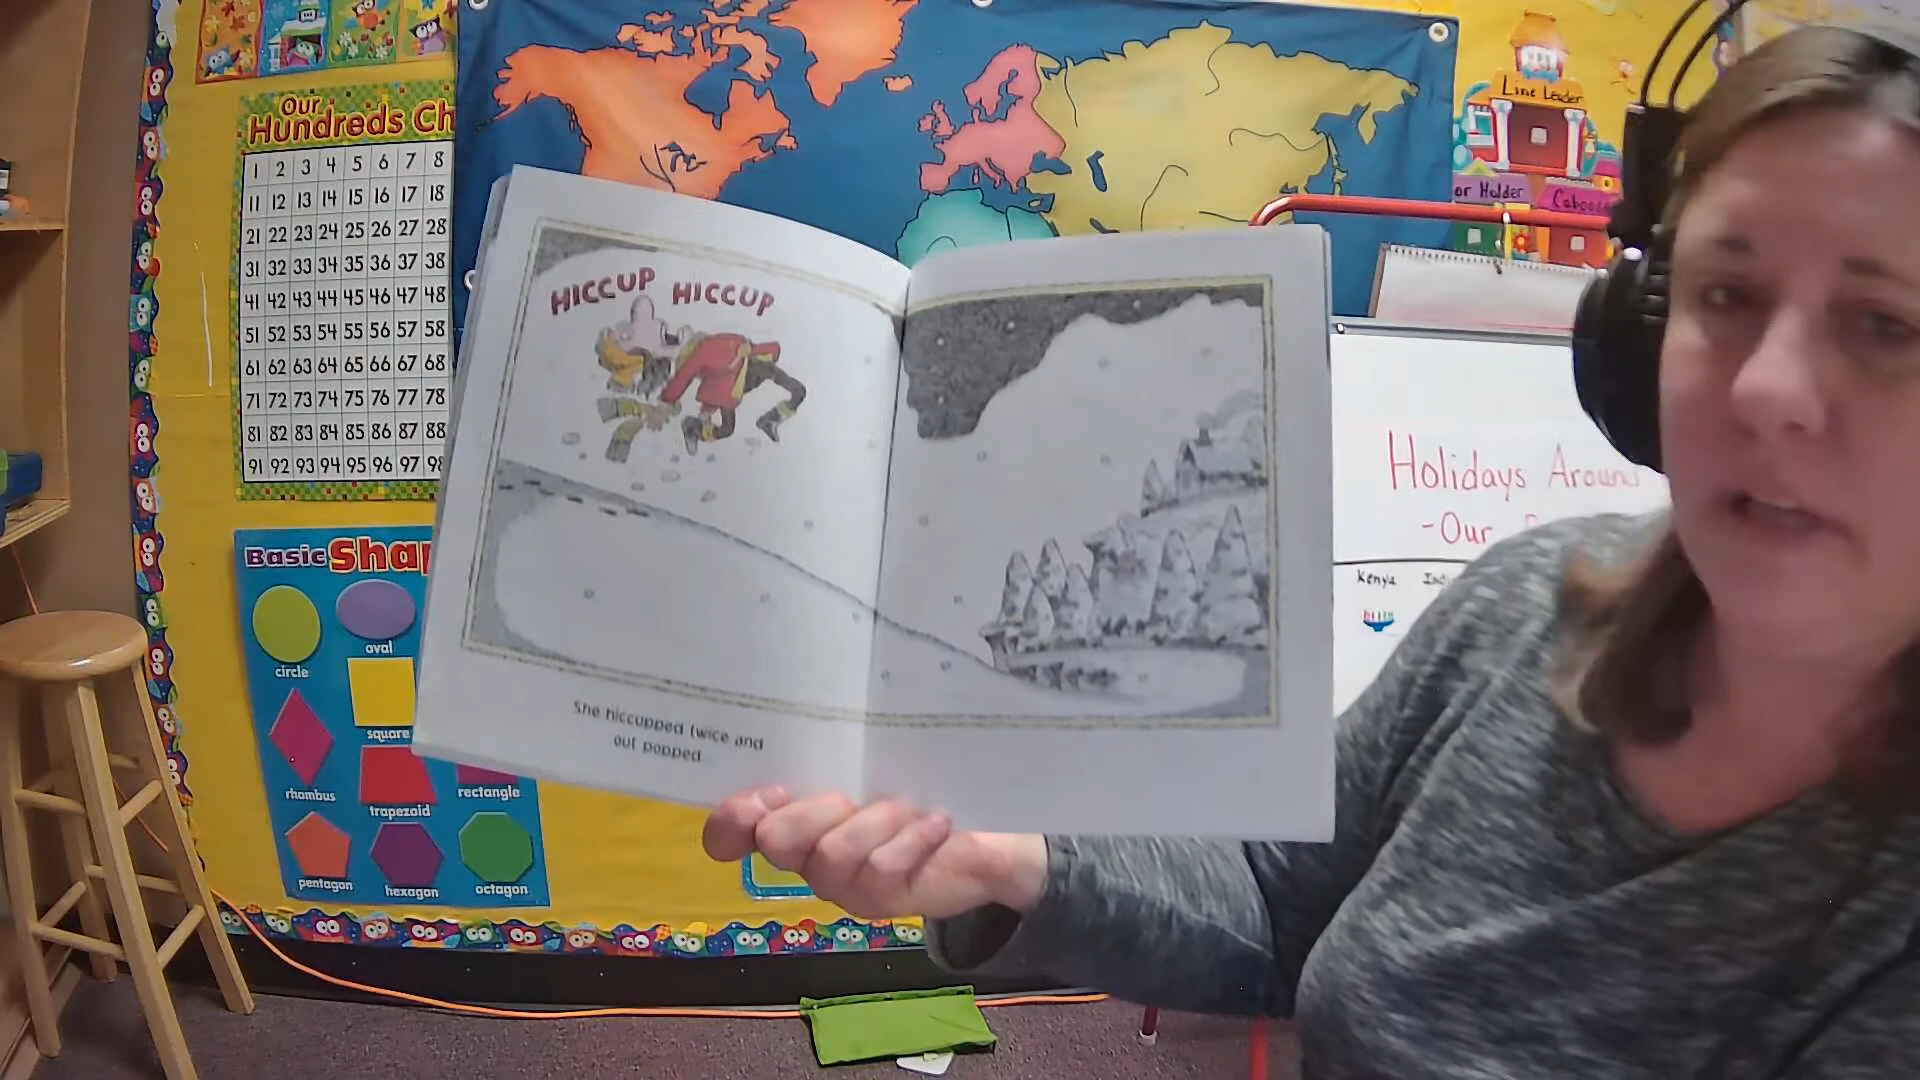 Our
Hundreds Ch
1 2 3 4 5 6 7 8
11 12 13 14 15 16 17 18
21 22 23 24 25 26 27 28
31 32 33 34 35 36 37 38
41 42 43 44 45 46 47 48
51 52 53 54 55 56 57 58
61 62 63 64 65 66 67 68
71 72 73 74 75 76 77 78
81 82 83 84 85 86 87 88
91 92 93 94 95 96 97 98
Basic Shap
circle
oval
square
rhombus
trapezoid
rectangle
pentagon
hexagon
octagon
HICCUP HICCUP
She hiccupped twice and
out popped
Line Leader
or Holder
Caboose
Holidays Around
-Our
Kenya